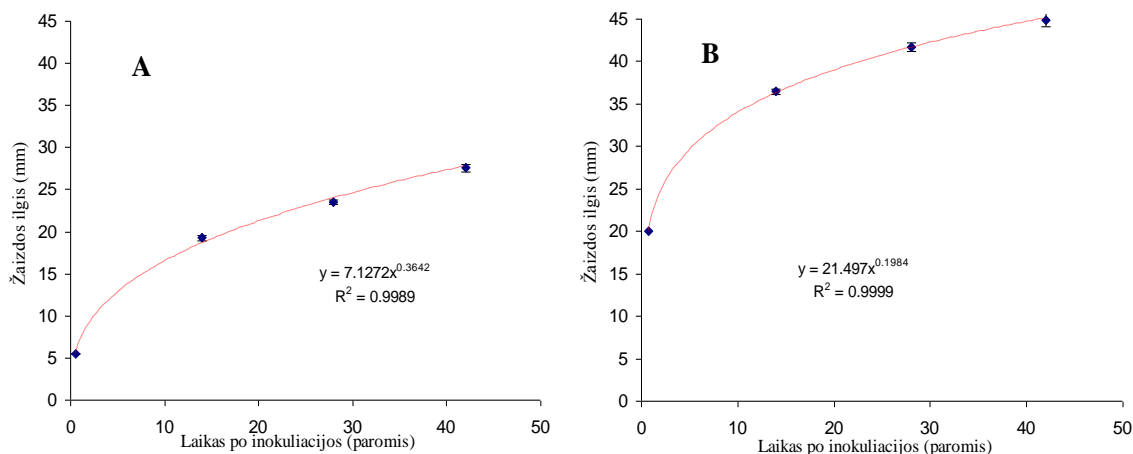 A
Žaizdos ilgis (mm)
45
40
35
30
25
20
15
10
5
0
y = 7.1272x^0.3642
R² = 0.9989
0 10 20 30 40 50
Laikas po inokuliacijos (paromis)
B
Žaizdos ilgis (mm)
45
40
35
30
25
20
15
10
5
0
y = 21.497x^0.1984
R² = 0.9999
0 10 20 30 40 50
Laikas po inokuliacijos (paromis)